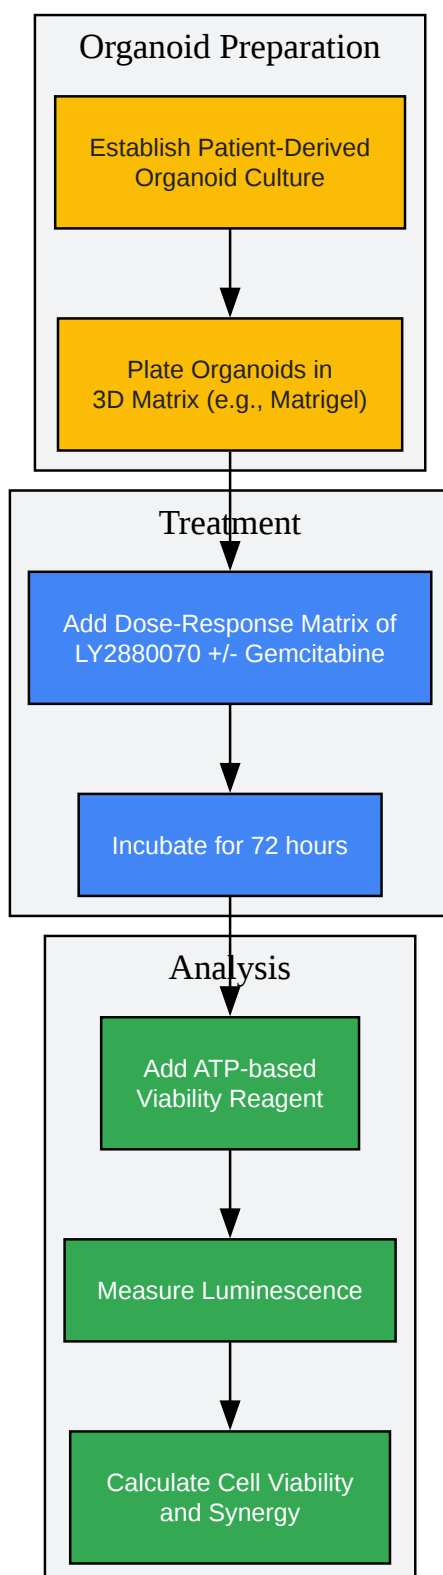 Organoid Preparation
Establish Patient-Derived
Organoid Culture
Plate Organoids in
3D Matrix (e.g., Matrigel)
Treatment
Add Dose-Response Matrix of
LY2880070 +/- Gemcitabine
Incubate for 72 hours
Analysis
Add ATP-based
Viability Reagent
Measure Luminescence
Calculate Cell Viability
and Synergy